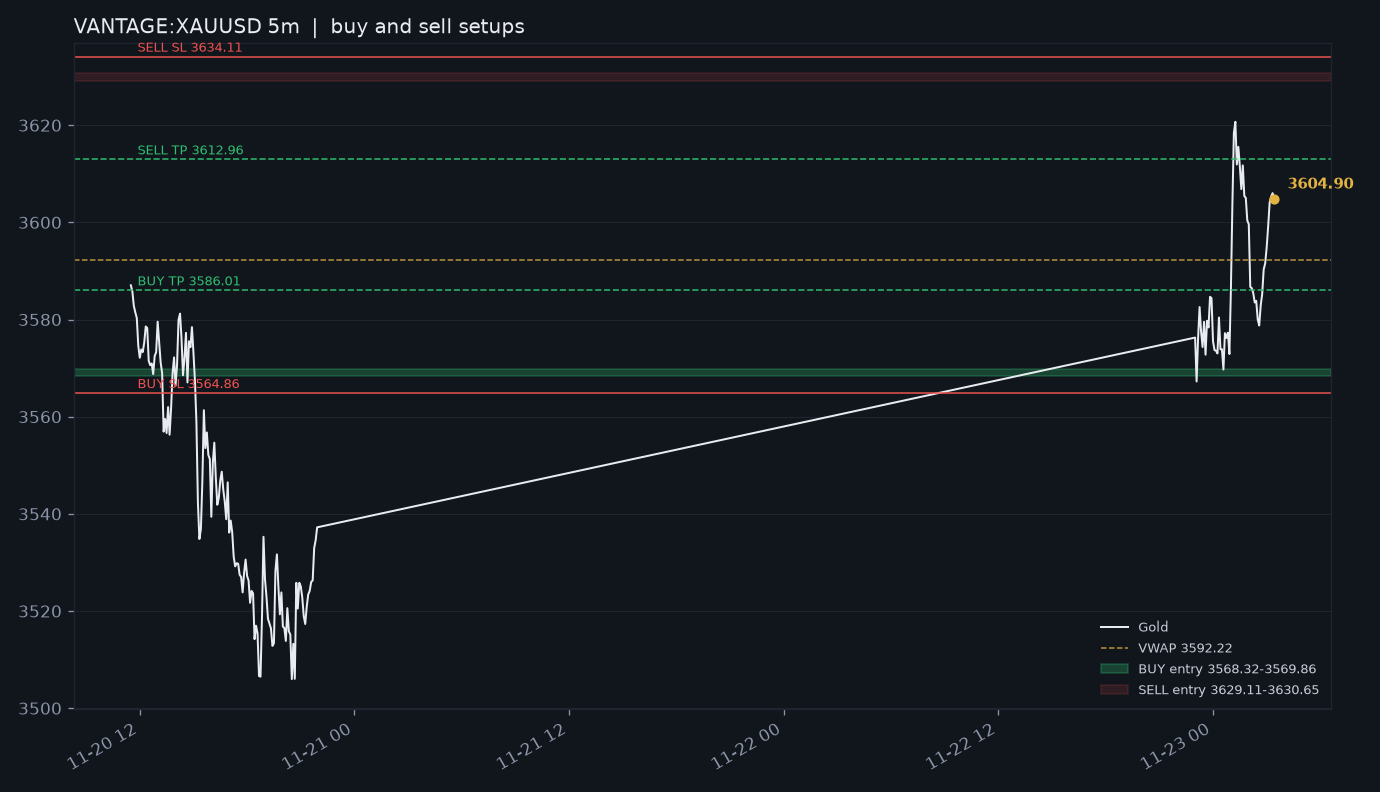 VANTAGE:XAUUSD 5m | buy and sell setups
SELL SL 3634.11
3620
SELL TP 3612.96
3604.90
3600
BUY TP 3586.01
3580
BUY SL 3564.86
3560
3540
3520
3500
Gold
VWAP 3592.22
BUY entry 3568.32-3569.86
SELL entry 3629.11-3630.65
11-20 12
11-21 00
11-21 12
11-22 00
11-22 12
11-23 00